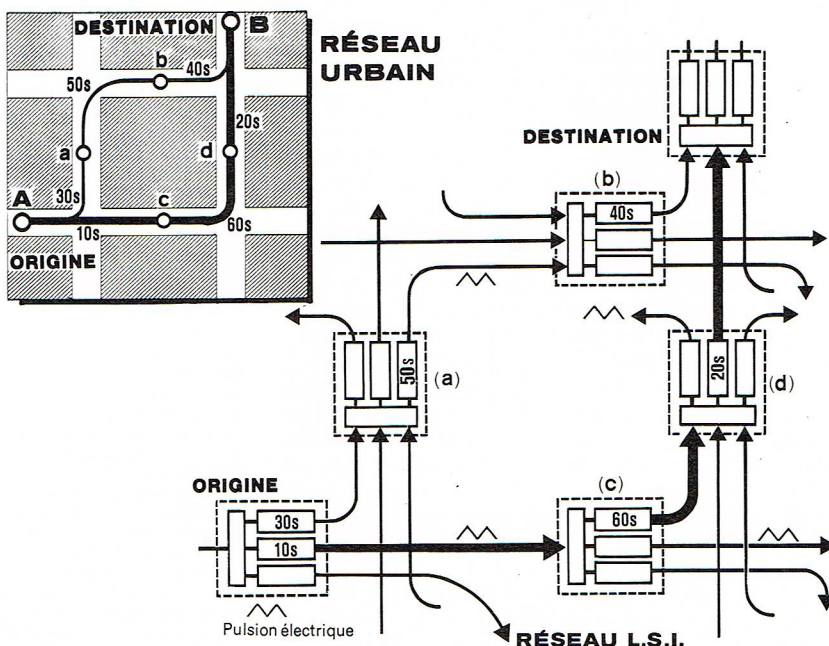 DESTINATION B
RÉSEAU
URBAIN
b
50s
40s
20s
a
d
A
30s
c
10s
60s
ORIGINE
DESTINATION
(b)
40s
50s
(a)
20s
(d)
ORIGINE
(c)
30s
10s
60s
Pulsion électrique
RÉSEAU L.S.I.